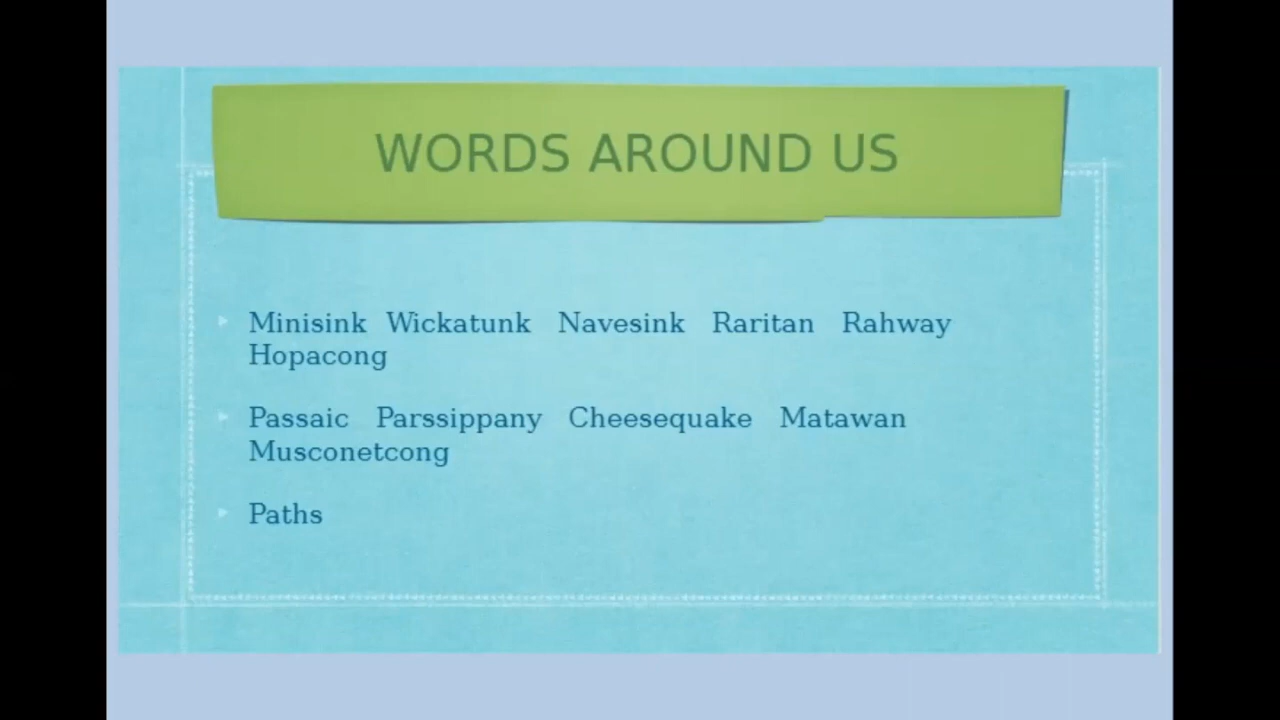 WORDS AROUND US
Minisink Wickatunk Navesink Raritan Rahway
Hopacong
Passaic Parssippany Cheesequake Matawan
Musconetcong
Paths